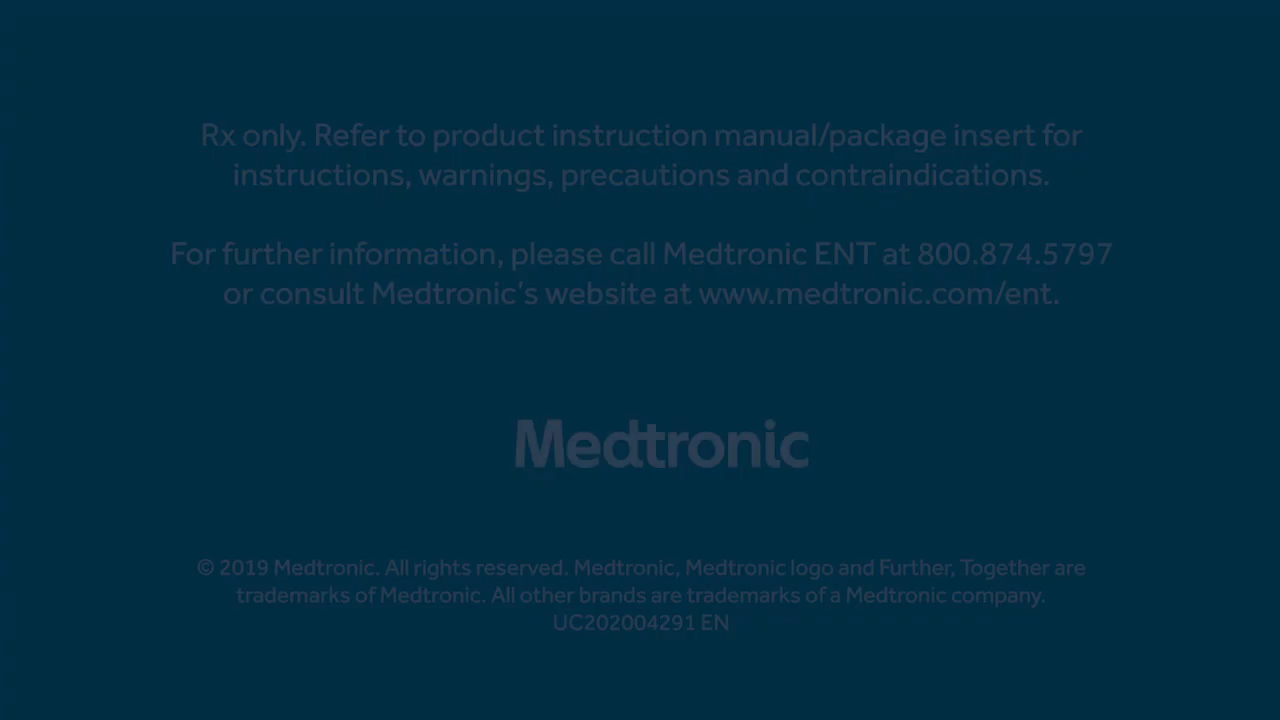 Rx only. Refer to product instruction manual/package insert for
instructions, warnings, precautions and contraindications.
For further information, please call Medtronic ENT at 800.874.5797
or consult Medtronic's website at www.medtronic.com/ent.
Medtronic
© 2019 Medtronic. All rights reserved. Medtronic, Medtronic logo and Further, Together are
trademarks of Medtronic. All other brands are trademarks of a Medtronic company.
UC202004291 EN